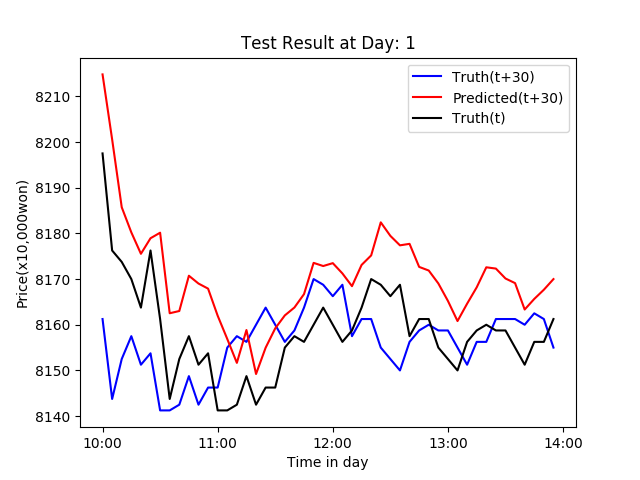 Test Result at Day: 1
Truth(t+30)
Predicted(t+30)
Truth(t)
8210
8200
8190
8180
8170
8160
8150
8140
Price(x10,000won)
10:00 11:00 12:00 13:00 14:00
Time in day